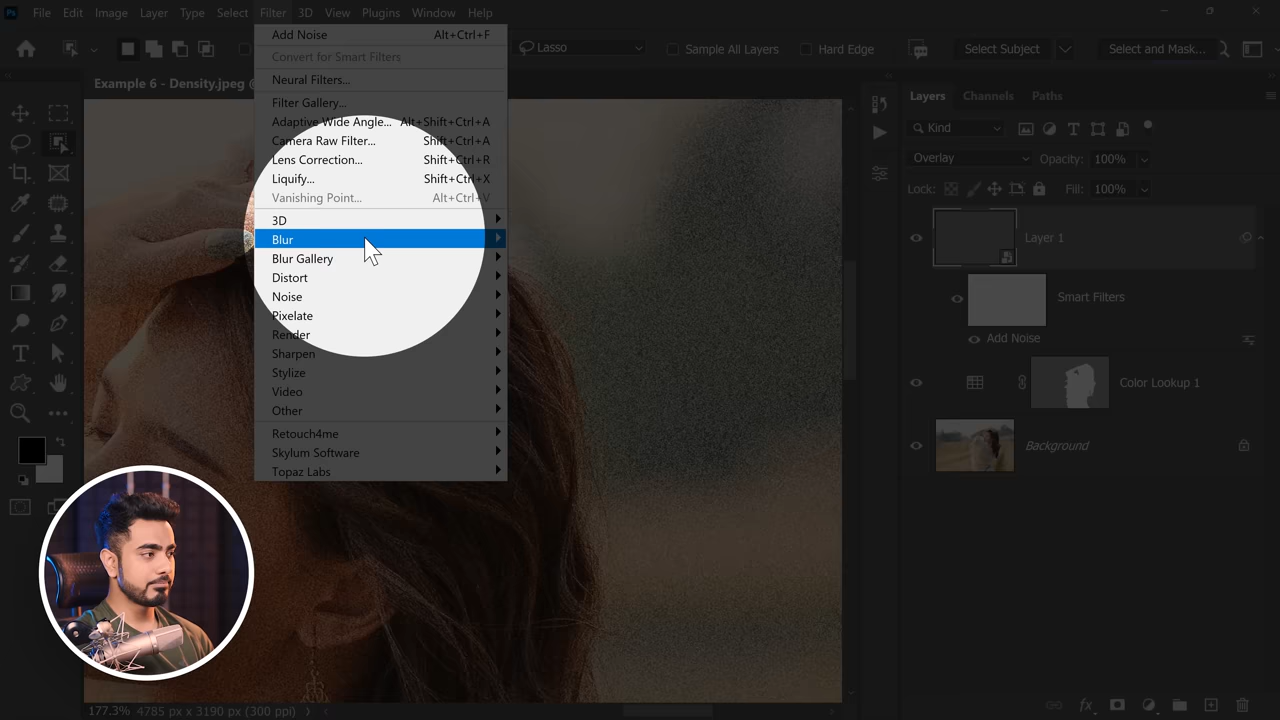 Ps File Edit Image Layer Type Select Filter 3D View Plugins Window Help
Lasso Sample All Layers Hard Edge Select Subject Select and Mask...
Example 6 - Density.jpeg @
Add Noise Alt+Ctrl+F
Convert for Smart Filters
Neural Filters...
Filter Gallery...
Adaptive Wide Angle... Alt+Shift+Ctrl+A
Camera Raw Filter... Shift+Ctrl+A
Lens Correction... Shift+Ctrl+R
Liquify... Shift+Ctrl+X
Vanishing Point... Alt+Ctrl+V
3D
Blur
Blur Gallery
Distort
Noise
Pixelate
Render
Sharpen
Stylize
Video
Other
Retouch4me
Skylum Software
Topaz Labs
Layers Channels Paths
Kind
Overlay Opacity: 100%
Lock: Fill: 100%
Layer 1
Smart Filters
Add Noise
Color Lookup 1
Background
fx
177.3% 4785 px x 3190 px (300 ppi)